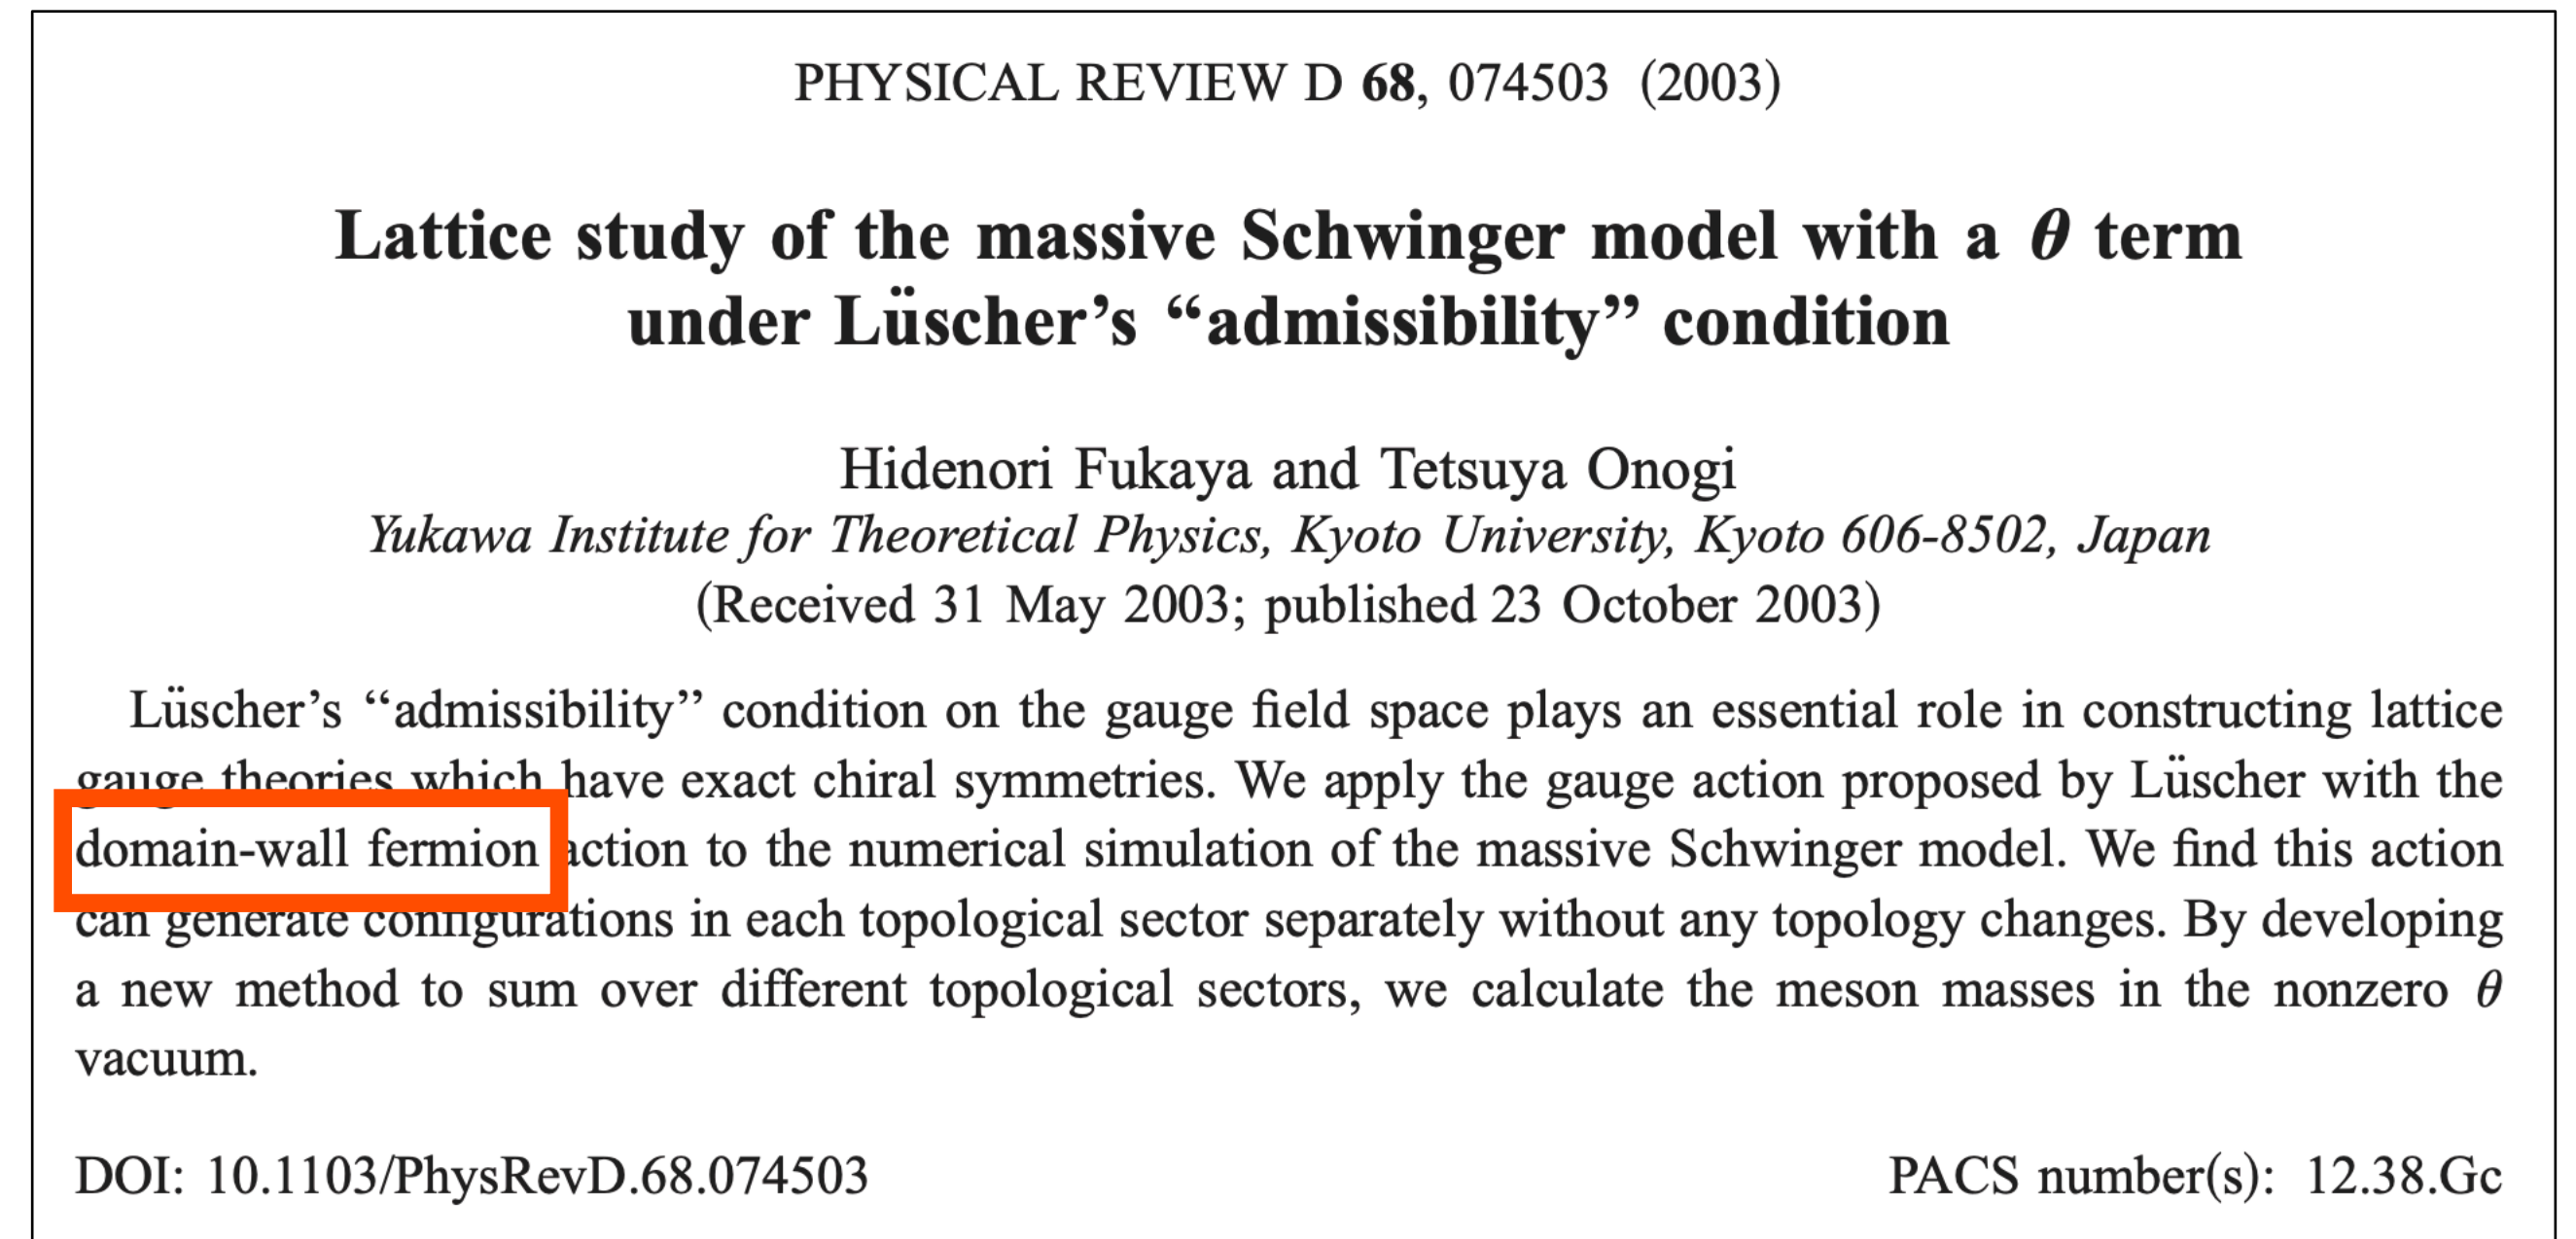 PHYSICAL REVIEW D 68, 074503 (2003)
Lattice study of the massive Schwinger model with a θ term
under Lüscher’s “admissibility” condition
Hidenori Fukaya and Tetsuya Onogi
Yukawa Institute for Theoretical Physics, Kyoto University, Kyoto 606-8502, Japan
(Received 31 May 2003; published 23 October 2003)
Lüscher’s “admissibility” condition on the gauge field space plays an essential role in constructing lattice
gauge theories which have exact chiral symmetries. We apply the gauge action proposed by Lüscher with the
domain-wall fermion action to the numerical simulation of the massive Schwinger model. We find this action
can generate configurations in each topological sector separately without any topology changes. By developing
a new method to sum over different topological sectors, we calculate the meson masses in the nonzero θ
vacuum.
DOI: 10.1103/PhysRevD.68.074503 PACS number(s): 12.38.Gc